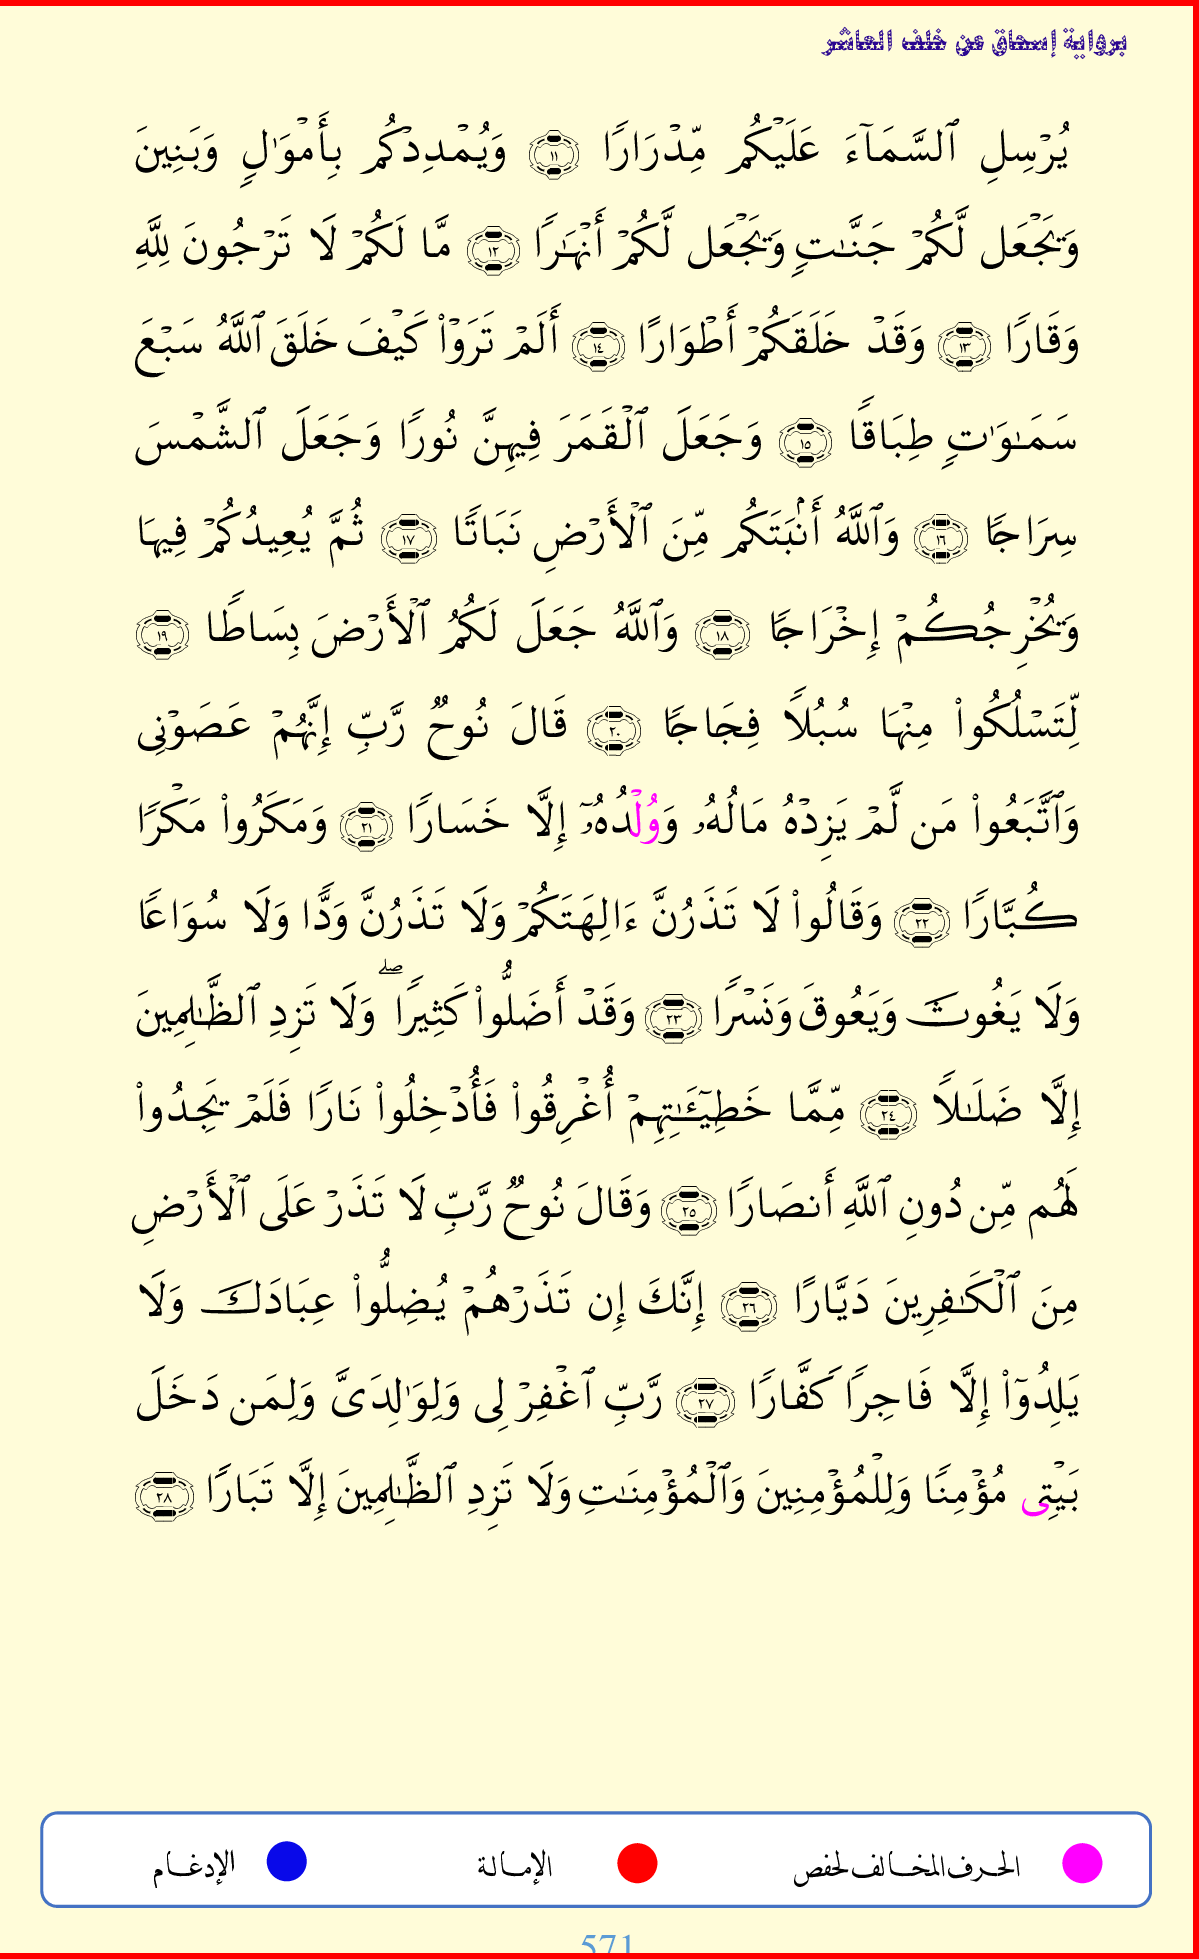 برواية إسحاق عن خلف العاشر
يُرْسِلِ ٱلسَّمَآءَ عَلَيْكُم مِّدْرَارًا ١١ وَيُمْدِدْكُم بِأَمْوَٰلٍ وَبَنِينَ
وَيَجْعَل لَّكُمْ جَنَّـٰتٍ وَيَجْعَل لَّكُمْ أَنْهَـٰرًا ١٢ مَّا لَكُمْ لَا تَرْجُونَ لِلَّهِ
وَقَارًا ١٣ وَقَدْ خَلَقَكُمْ أَطْوَارًا ١٤ أَلَمْ تَرَوْا۟ كَيْفَ خَلَقَ ٱللَّهُ سَبْعَ
سَمَـٰوَٰتٍ طِبَاقًا ١٥ وَجَعَلَ ٱلْقَمَرَ فِيهِنَّ نُورًا وَجَعَلَ ٱلشَّمْسَ
سِرَاجًا ١٦ وَٱللَّهُ أَنۢبَتَكُم مِّنَ ٱلْأَرْضِ نَبَاتًا ١٧ ثُمَّ يُعِيدُكُمْ فِيهَا
وَيُخْرِجُكُمْ إِخْرَاجًا ١٨ وَٱللَّهُ جَعَلَ لَكُمُ ٱلْأَرْضَ بِسَاطًا ١٩
لِّتَسْلُكُوا۟ مِنْهَا سُبُلًا فِجَاجًا ٢٠ قَالَ نُوحٌ رَّبِّ إِنَّهُمْ عَصَوْنِى
وَٱتَّبَعُوا۟ مَن لَّمْ يَزِدْهُ مَالُهُۥ وَوُلْدُهُۥٓ إِلَّا خَسَارًا ٢١ وَمَكَرُوا۟ مَكْرًا
كُبَّارًا ٢٢ وَقَالُوا۟ لَا تَذَرُنَّ ءَالِهَتَكُمْ وَلَا تَذَرُنَّ وَدًّا وَلَا سُوَاعًا
وَلَا يَغُوثَ وَيَعُوقَ وَنَسْرًا ٢٣ وَقَدْ أَضَلُّوا۟ كَثِيرًا ۖ وَلَا تَزِدِ ٱلظَّـٰلِمِينَ
إِلَّا ضَلَـٰلًا ٢٤ مِّمَّا خَطِيٓـَٔـٰتِهِمْ أُغْرِقُوا۟ فَأُدْخِلُوا۟ نَارًا فَلَمْ يَجِدُوا۟
لَهُم مِّن دُونِ ٱللَّهِ أَنصَارًا ٢٥ وَقَالَ نُوحٌ رَّبِّ لَا تَذَرْ عَلَى ٱلْأَرْضِ
مِنَ ٱلْكَـٰفِرِينَ دَيَّارًا ٢٦ إِنَّكَ إِن تَذَرْهُمْ يُضِلُّوا۟ عِبَادَكَ وَلَا
يَلِدُوٓا۟ إِلَّا فَاجِرًا كَفَّارًا ٢٧ رَّبِّ ٱغْفِرْ لِى وَلِوَٰلِدَىَّ وَلِمَن دَخَلَ
بَيْتِى مُؤْمِنًا وَلِلْمُؤْمِنِينَ وَٱلْمُؤْمِنَـٰتِ وَلَا تَزِدِ ٱلظَّـٰلِمِينَ إِلَّا تَبَارًا ٢٨
الحرف المخالف لحفص الإمالة الإدغام
571